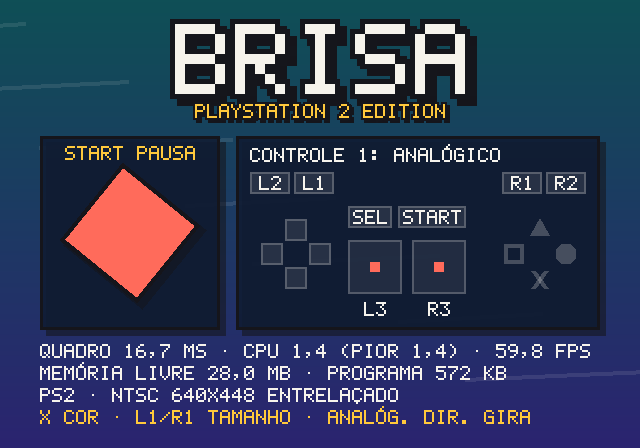 BRISA
PLAYSTATION 2 EDITION
START PAUSA
CONTROLE 1: ANALÓGICO
L2 L1 R1 R2
SEL START
X
L3 R3
QUADRO 16,7 MS · CPU 1,4 (PIOR 1,4) · 59,8 FPS
MEMÓRIA LIVRE 28,0 MB · PROGRAMA 572 KB
PS2 · NTSC 640X448 ENTRELAÇADO
X COR · L1/R1 TAMANHO · ANALÓG. DIR. GIRA